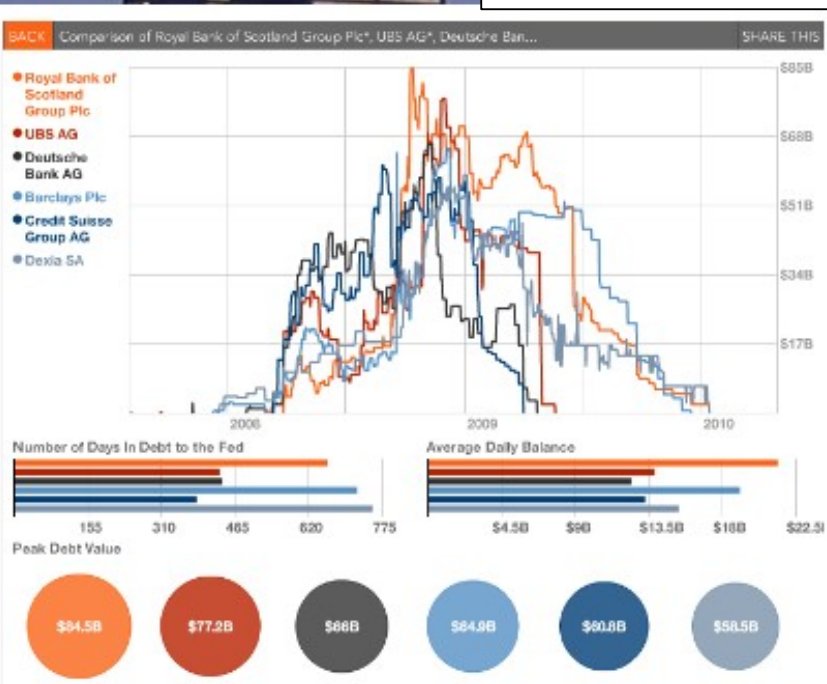 BACK Comparison of Royal Bank of Scotland Group Plc*, UBS AG*, Deutsche Ban... SHARE THIS
Royal Bank of
Scotland
Group Plc
UBS AG
Deutsche
Bank AG
Barclays Plc
Credit Suisse
Group AG
Dexia SA
$85B
$68B
$51B
$34B
$17B
2008 2009 2010
Number of Days In Debt to the Fed
155 310 465 620 775
Average Daily Balance
$4.5B $9B $13.5B $18B $22.5
Peak Debt Value
$84.5B $77.2B $66B $64.9B $60.8B $58.5B